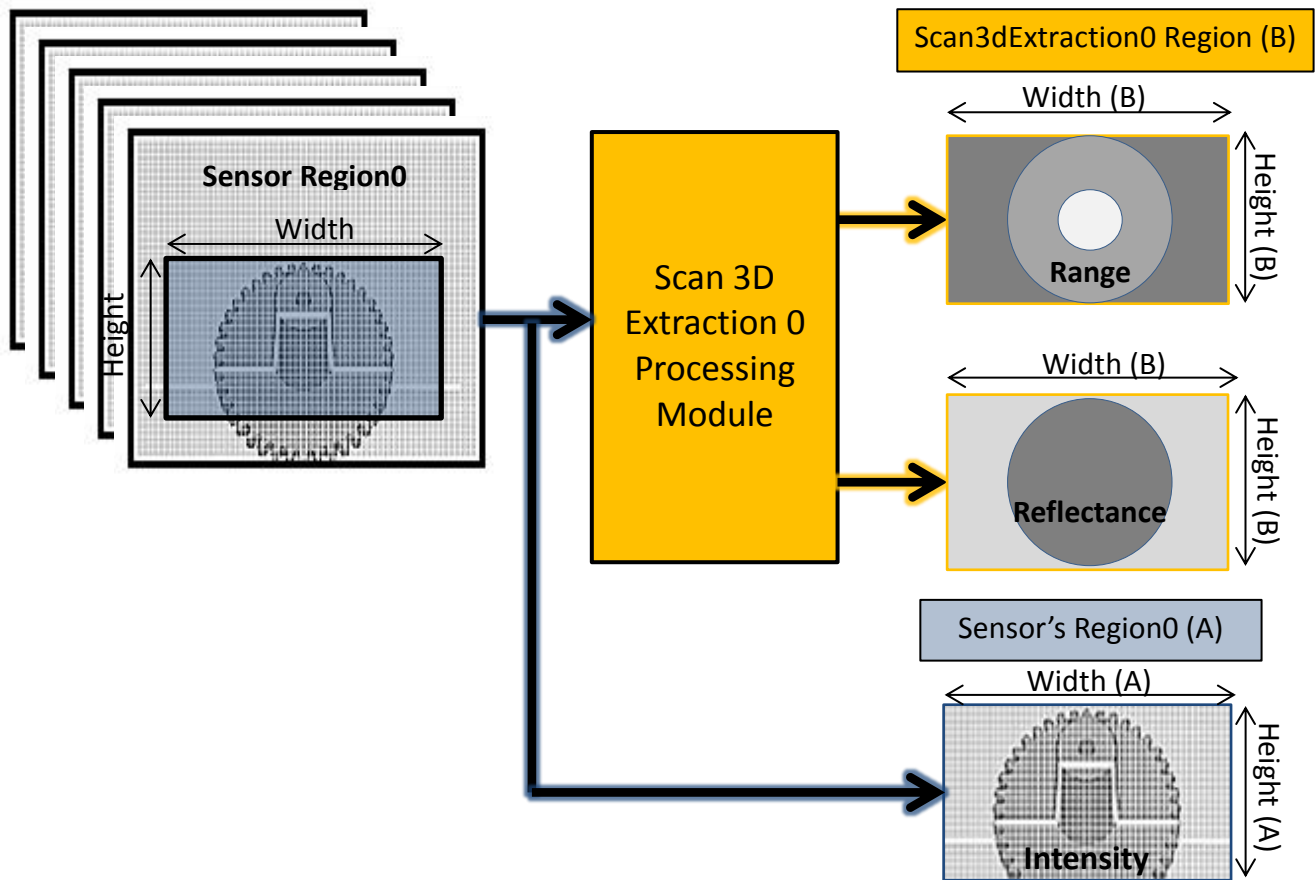 Scan3dExtraction0 Region (B)
Width (B)
Height (B)
Range
Sensor Region0
Width
Height
Scan 3D
Extraction 0
Processing
Module
Width (B)
Height (B)
Reflectance
Sensor’s Region0 (A)
Width (A)
Height (A)
Intensity